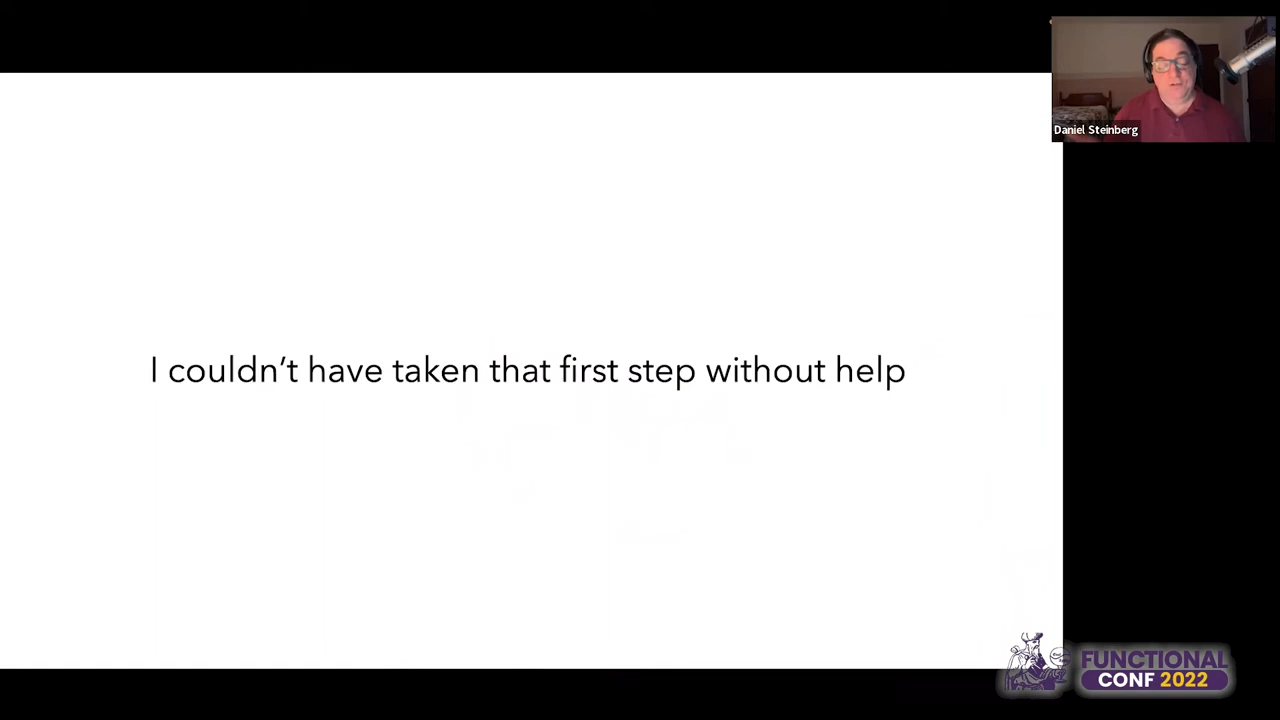 Daniel Steinberg
I couldn’t have taken that first step without help
FUNCTIONAL
CONF 2022